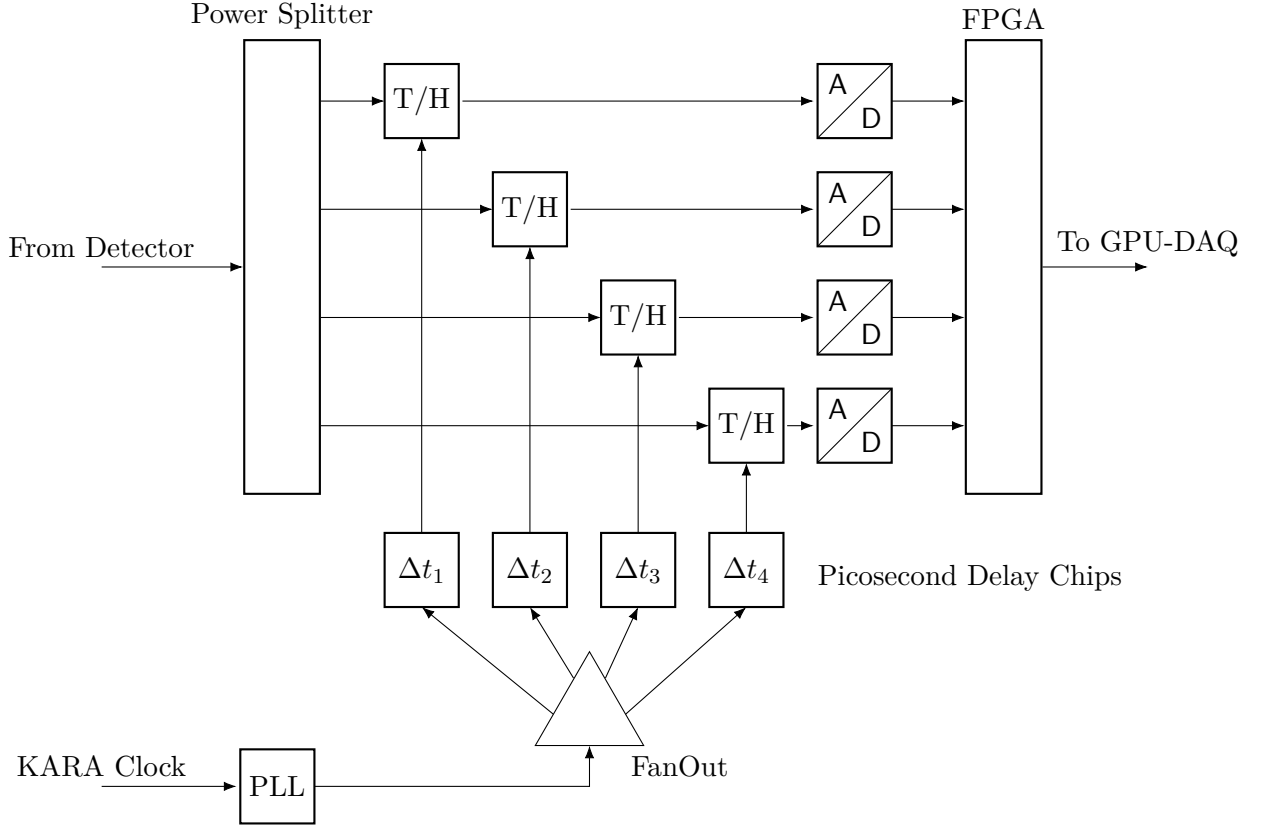 Power Splitter
FPGA
T/H
A
D
T/H
A
D
From Detector
To GPU-DAQ
T/H
A
D
T/H
A
D
Δt1
Δt2
Δt3
Δt4
Picosecond Delay Chips
KARA Clock
PLL
FanOut